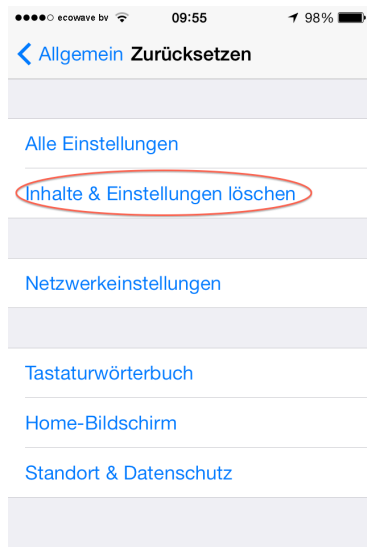 ecowave bv 09:55 98%
Allgemein Zurücksetzen
Alle Einstellungen
Inhalte & Einstellungen löschen
Netzwerkeinstellungen
Tastaturwörterbuch
Home-Bildschirm
Standort & Datenschutz